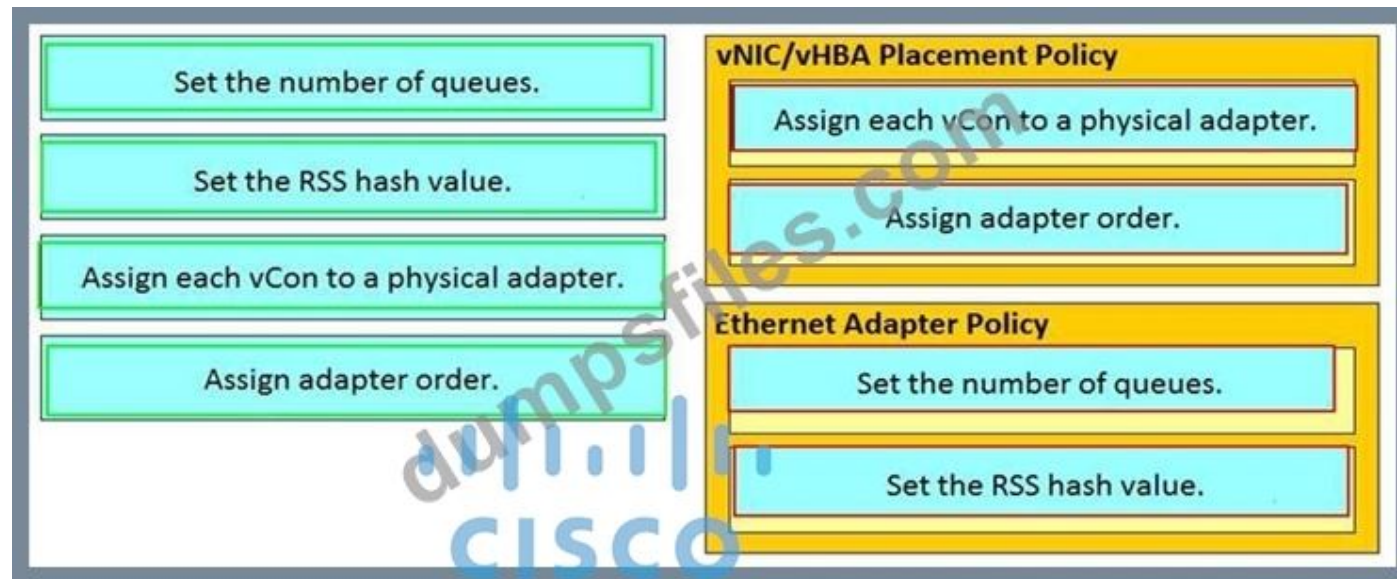 Set the number of queues.
Set the RSS hash value.
Assign each vCon to a physical adapter.
Assign adapter order.
vNIC/vHBA Placement Policy
Assign each vCon to a physical adapter.
Assign adapter order.
Ethernet Adapter Policy
Set the number of queues.
Set the RSS hash value.
dumpsfiles.com
CISCO